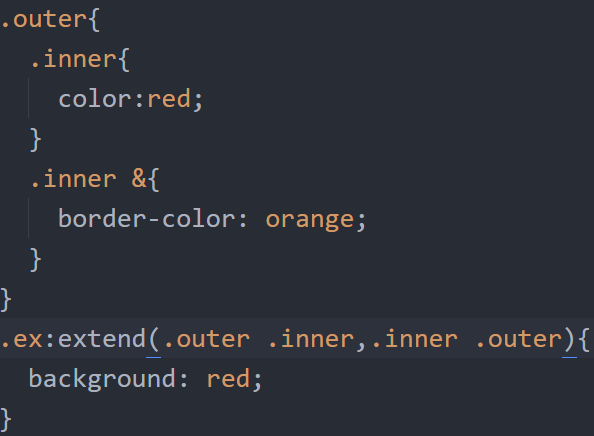 .outer{
  .inner{
    color:red;
  }
  .inner &{
    border-color: orange;
  }
}
.ex:extend(.outer .inner,.inner .outer){
  background: red;
}